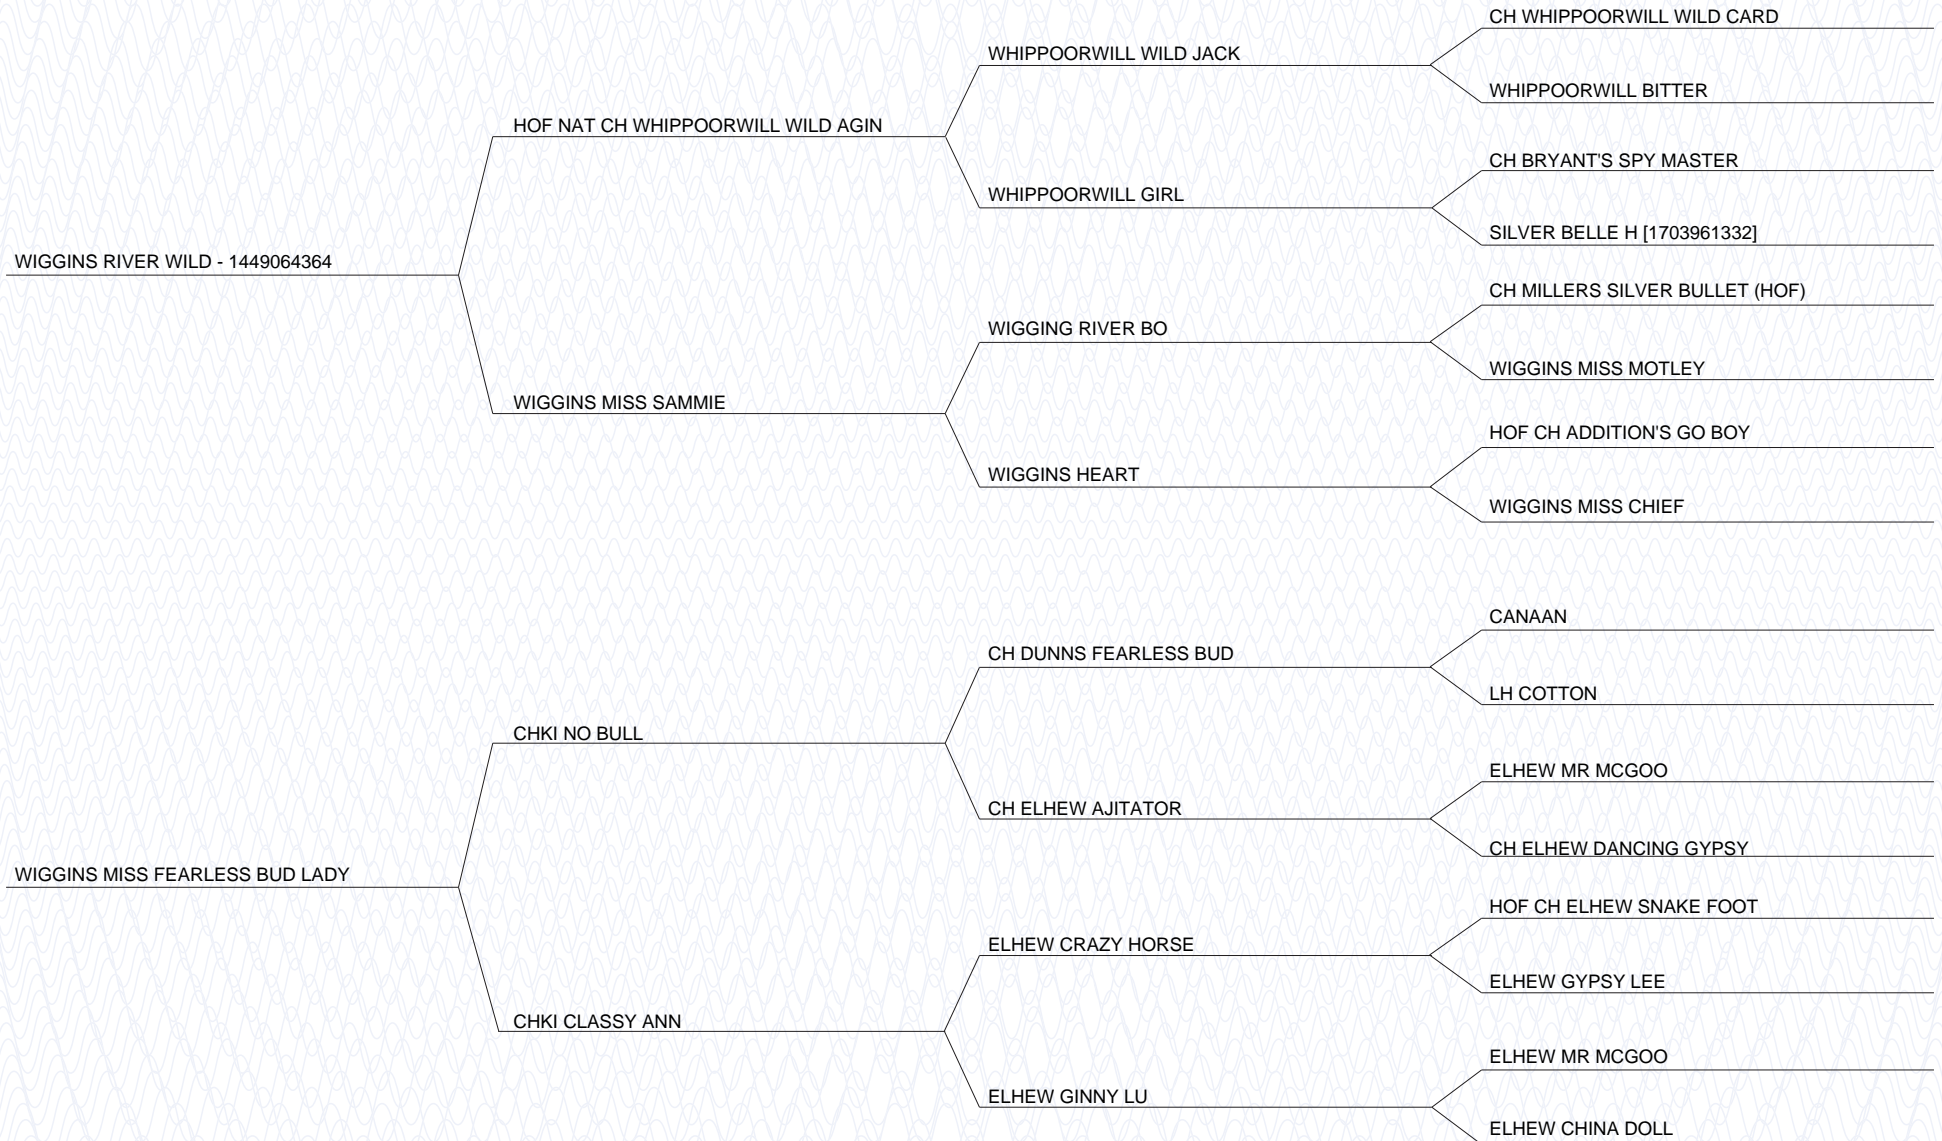 CH WHIPPOORWILL WILD CARD
WHIPPOORWILL WILD JACK
WHIPPOORWILL BITTER
HOF NAT CH WHIPPOORWILL WILD AGIN
CH BRYANT'S SPY MASTER
WHIPPOORWILL GIRL
SILVER BELLE H [1703961332]
WIGGINS RIVER WILD - 1449064364
CH MILLERS SILVER BULLET (HOF)
WIGGING RIVER BO
WIGGINS MISS MOTLEY
WIGGINS MISS SAMMIE
HOF CH ADDITION'S GO BOY
WIGGINS HEART
WIGGINS MISS CHIEF
CANAAN
CH DUNNS FEARLESS BUD
LH COTTON
CHKI NO BULL
ELHEW MR MCGOO
CH ELHEW AJITATOR
CH ELHEW DANCING GYPSY
WIGGINS MISS FEARLESS BUD LADY
HOF CH ELHEW SNAKE FOOT
ELHEW CRAZY HORSE
ELHEW GYPSY LEE
CHKI CLASSY ANN
ELHEW MR MCGOO
ELHEW GINNY LU
ELHEW CHINA DOLL